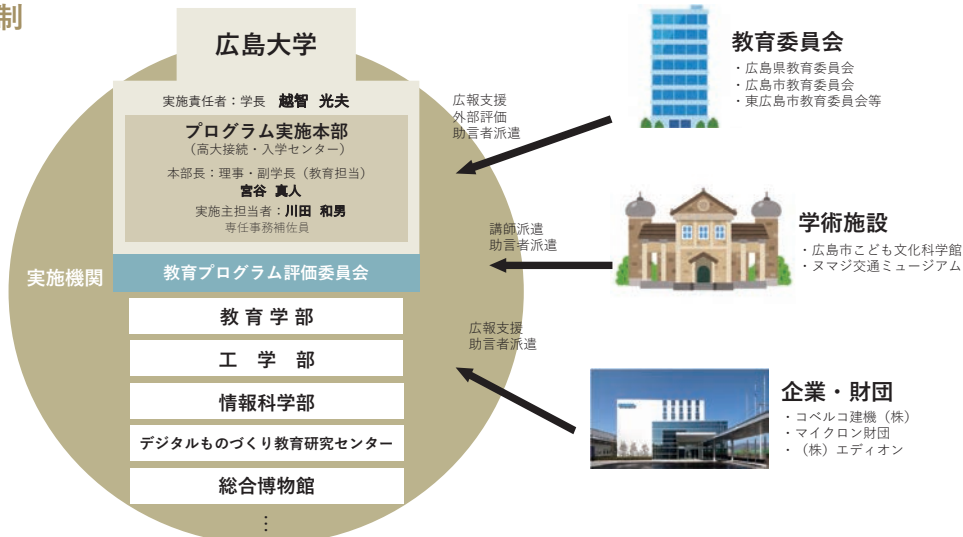 制
広島大学
実施責任者：学長 越智 光夫
プログラム実施本部
（高大接続・入学センター）
本部長：理事・副学長（教育担当）
宮谷 真人
実施主担当者：川田 和男
専任事務補佐員
実施機関
教育プログラム評価委員会
教育学部
工 学 部
情報科学部
デジタルものづくり教育研究センター
総合博物館
⋮
広報支援
外部評価
助言者派遣
教育委員会
・広島県教育委員会
・広島市教育委員会
・東広島市教育委員会等
講師派遣
助言者派遣
学術施設
・広島市こども文化科学館
・ヌマジ交通ミュージアム
広報支援
助言者派遣
企業・財団
・コベルコ建機（株）
・マイクロン財団
・（株）エディオン